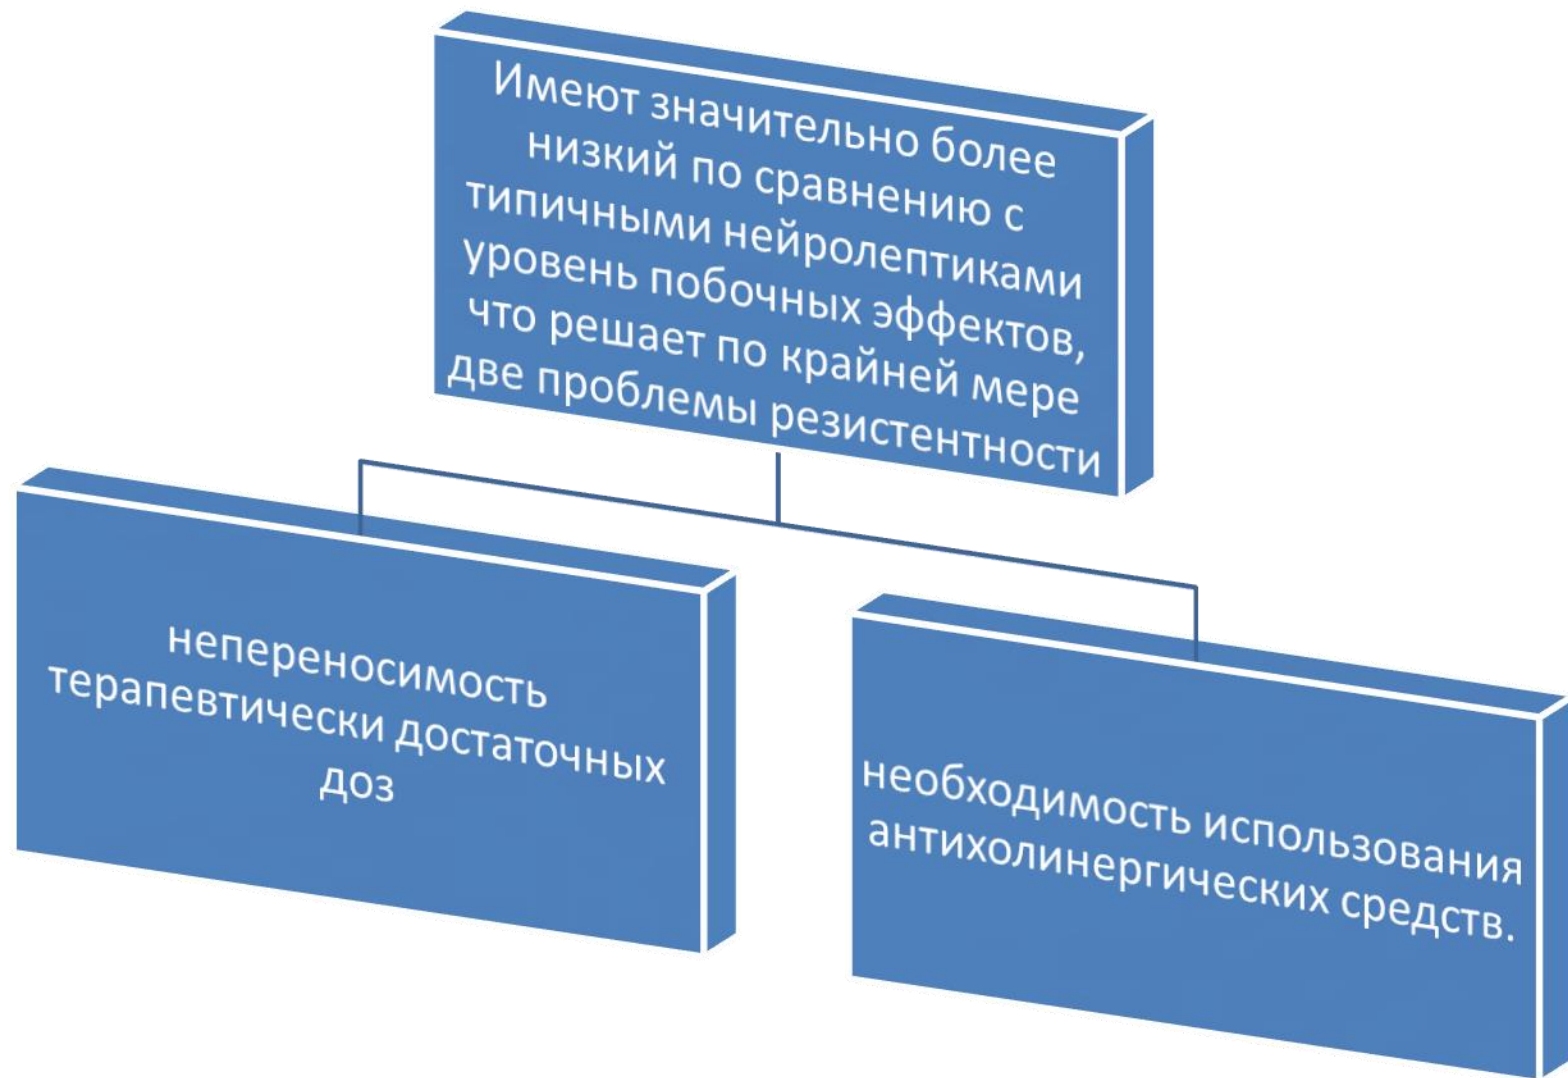 Имеют значительно более
низкий по сравнению с
типичными нейролептиками
уровень побочных эффектов,
что решает по крайней мере
две проблемы резистентности
непереносимость
терапевтически достаточных
доз
необходимость использования
антихолинергических средств.